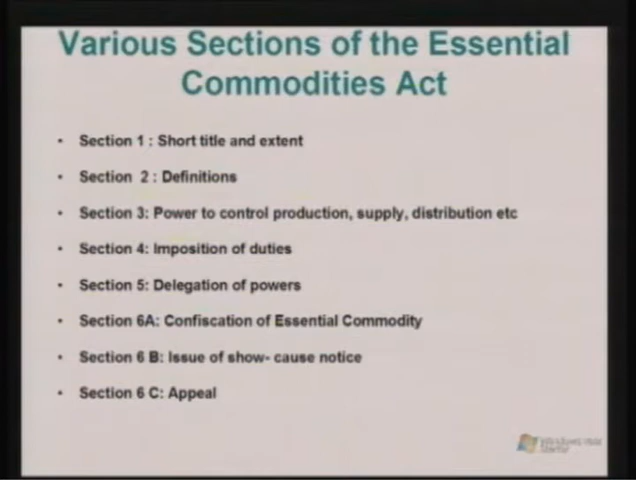 Various Sections of the Essential
Commodities Act
• Section 1 : Short title and extent
• Section 2 : Definitions
• Section 3: Power to control production, supply, distribution etc
• Section 4: Imposition of duties
• Section 5: Delegation of powers
• Section 6A: Confiscation of Essential Commodity
• Section 6 B: Issue of show- cause notice
• Section 6 C: Appeal